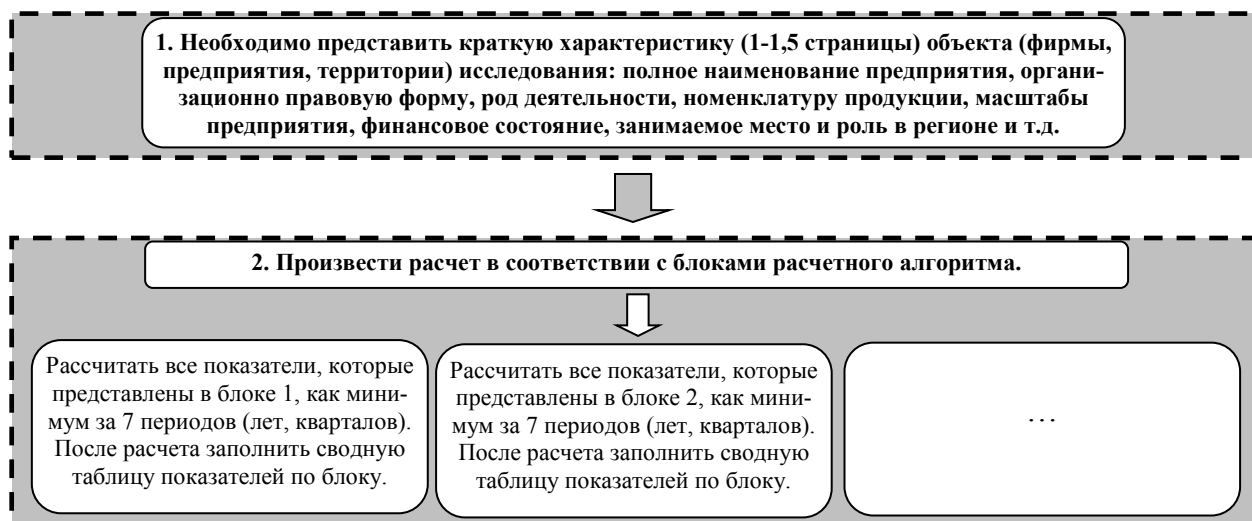 1. Необходимо представить краткую характеристику (1-1,5 страницы) объекта (фирмы,
предприятия, территории) исследования: полное наименование предприятия, органи-
зационно правовую форму, род деятельности, номенклатуру продукции, масштабы
предприятия, финансовое состояние, занимаемое место и роль в регионе и т.д.
2. Произвести расчет в соответствии с блоками расчетного алгоритма.
Рассчитать все показатели, которые
представлены в блоке 1, как мини-
мум за 7 периодов (лет, кварталов).
После расчета заполнить сводную
таблицу показателей по блоку.
Рассчитать все показатели, которые
представлены в блоке 2, как мини-
мум за 7 периодов (лет, кварталов).
После расчета заполнить сводную
таблицу показателей по блоку.
…